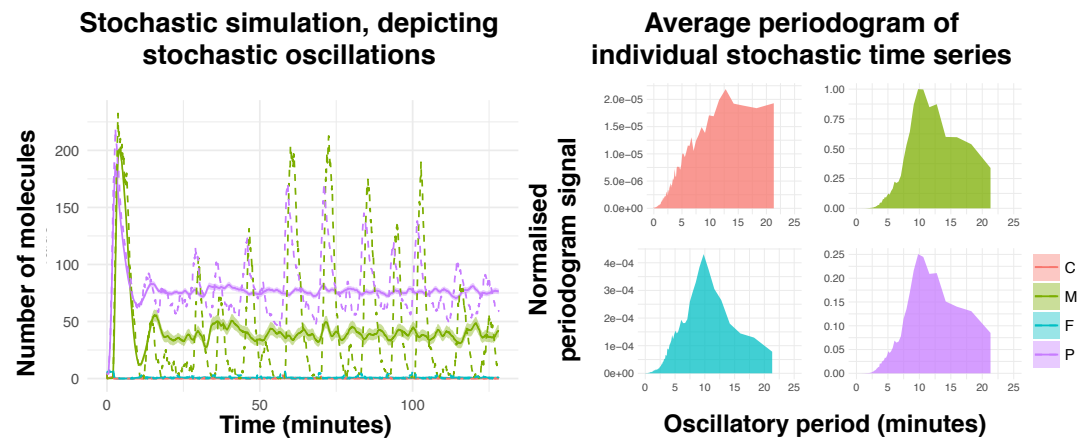 Stochastic simulation, depicting
stochastic oscillations
Average periodogram of
individual stochastic time series
Number of molecules
200
150
100
50
0
0
50
100
Time (minutes)
Normalised
periodogram signal
2.0e−05
1.5e−05
1.0e−05
5.0e−06
0.0e+00
0
5
10
15
20
25
1.00
0.75
0.50
0.25
0.00
0
5
10
15
20
25
4e−04
3e−04
2e−04
1e−04
0e+00
0
5
10
15
20
25
0.25
0.20
0.15
0.10
0.05
0.00
0
5
10
15
20
25
Oscillatory period (minutes)
C
M
F
P